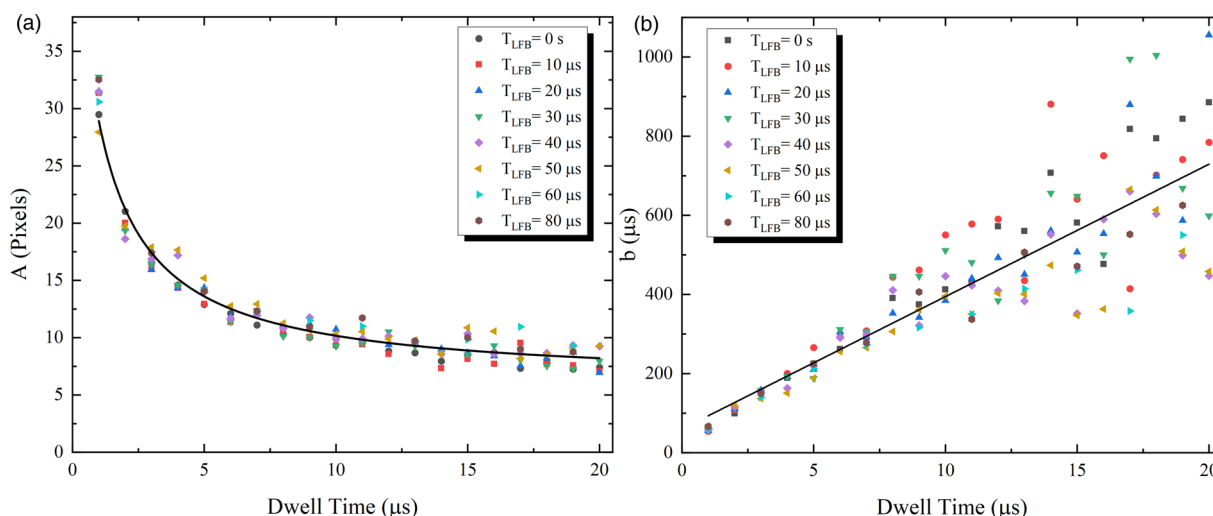 (a)
A (Pixels)
35
30
25
20
15
10
5
0
0 5 10 15 20
Dwell Time (μs)
T_LFB= 0 s
T_LFB= 10 μs
T_LFB= 20 μs
T_LFB= 30 μs
T_LFB= 40 μs
T_LFB= 50 μs
T_LFB= 60 μs
T_LFB= 80 μs
(b)
b (μs)
1000
800
600
400
200
0
0 5 10 15 20
Dwell Time (μs)
T_LFB= 0 s
T_LFB= 10 μs
T_LFB= 20 μs
T_LFB= 30 μs
T_LFB= 40 μs
T_LFB= 50 μs
T_LFB= 60 μs
T_LFB= 80 μs